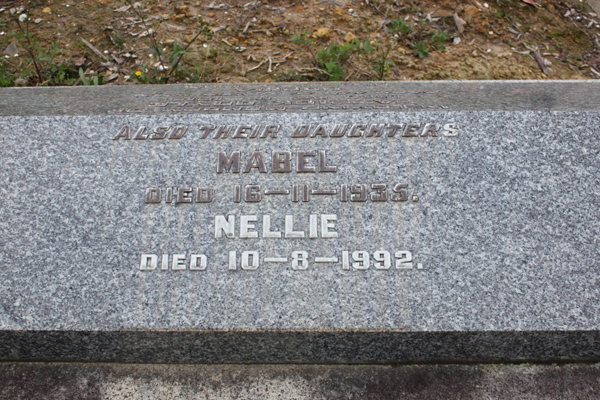 ALSO THEIR DAUGHTERS
MABEL
DIED 16-11-1935.
NELLIE
DIED 10-8-1992.